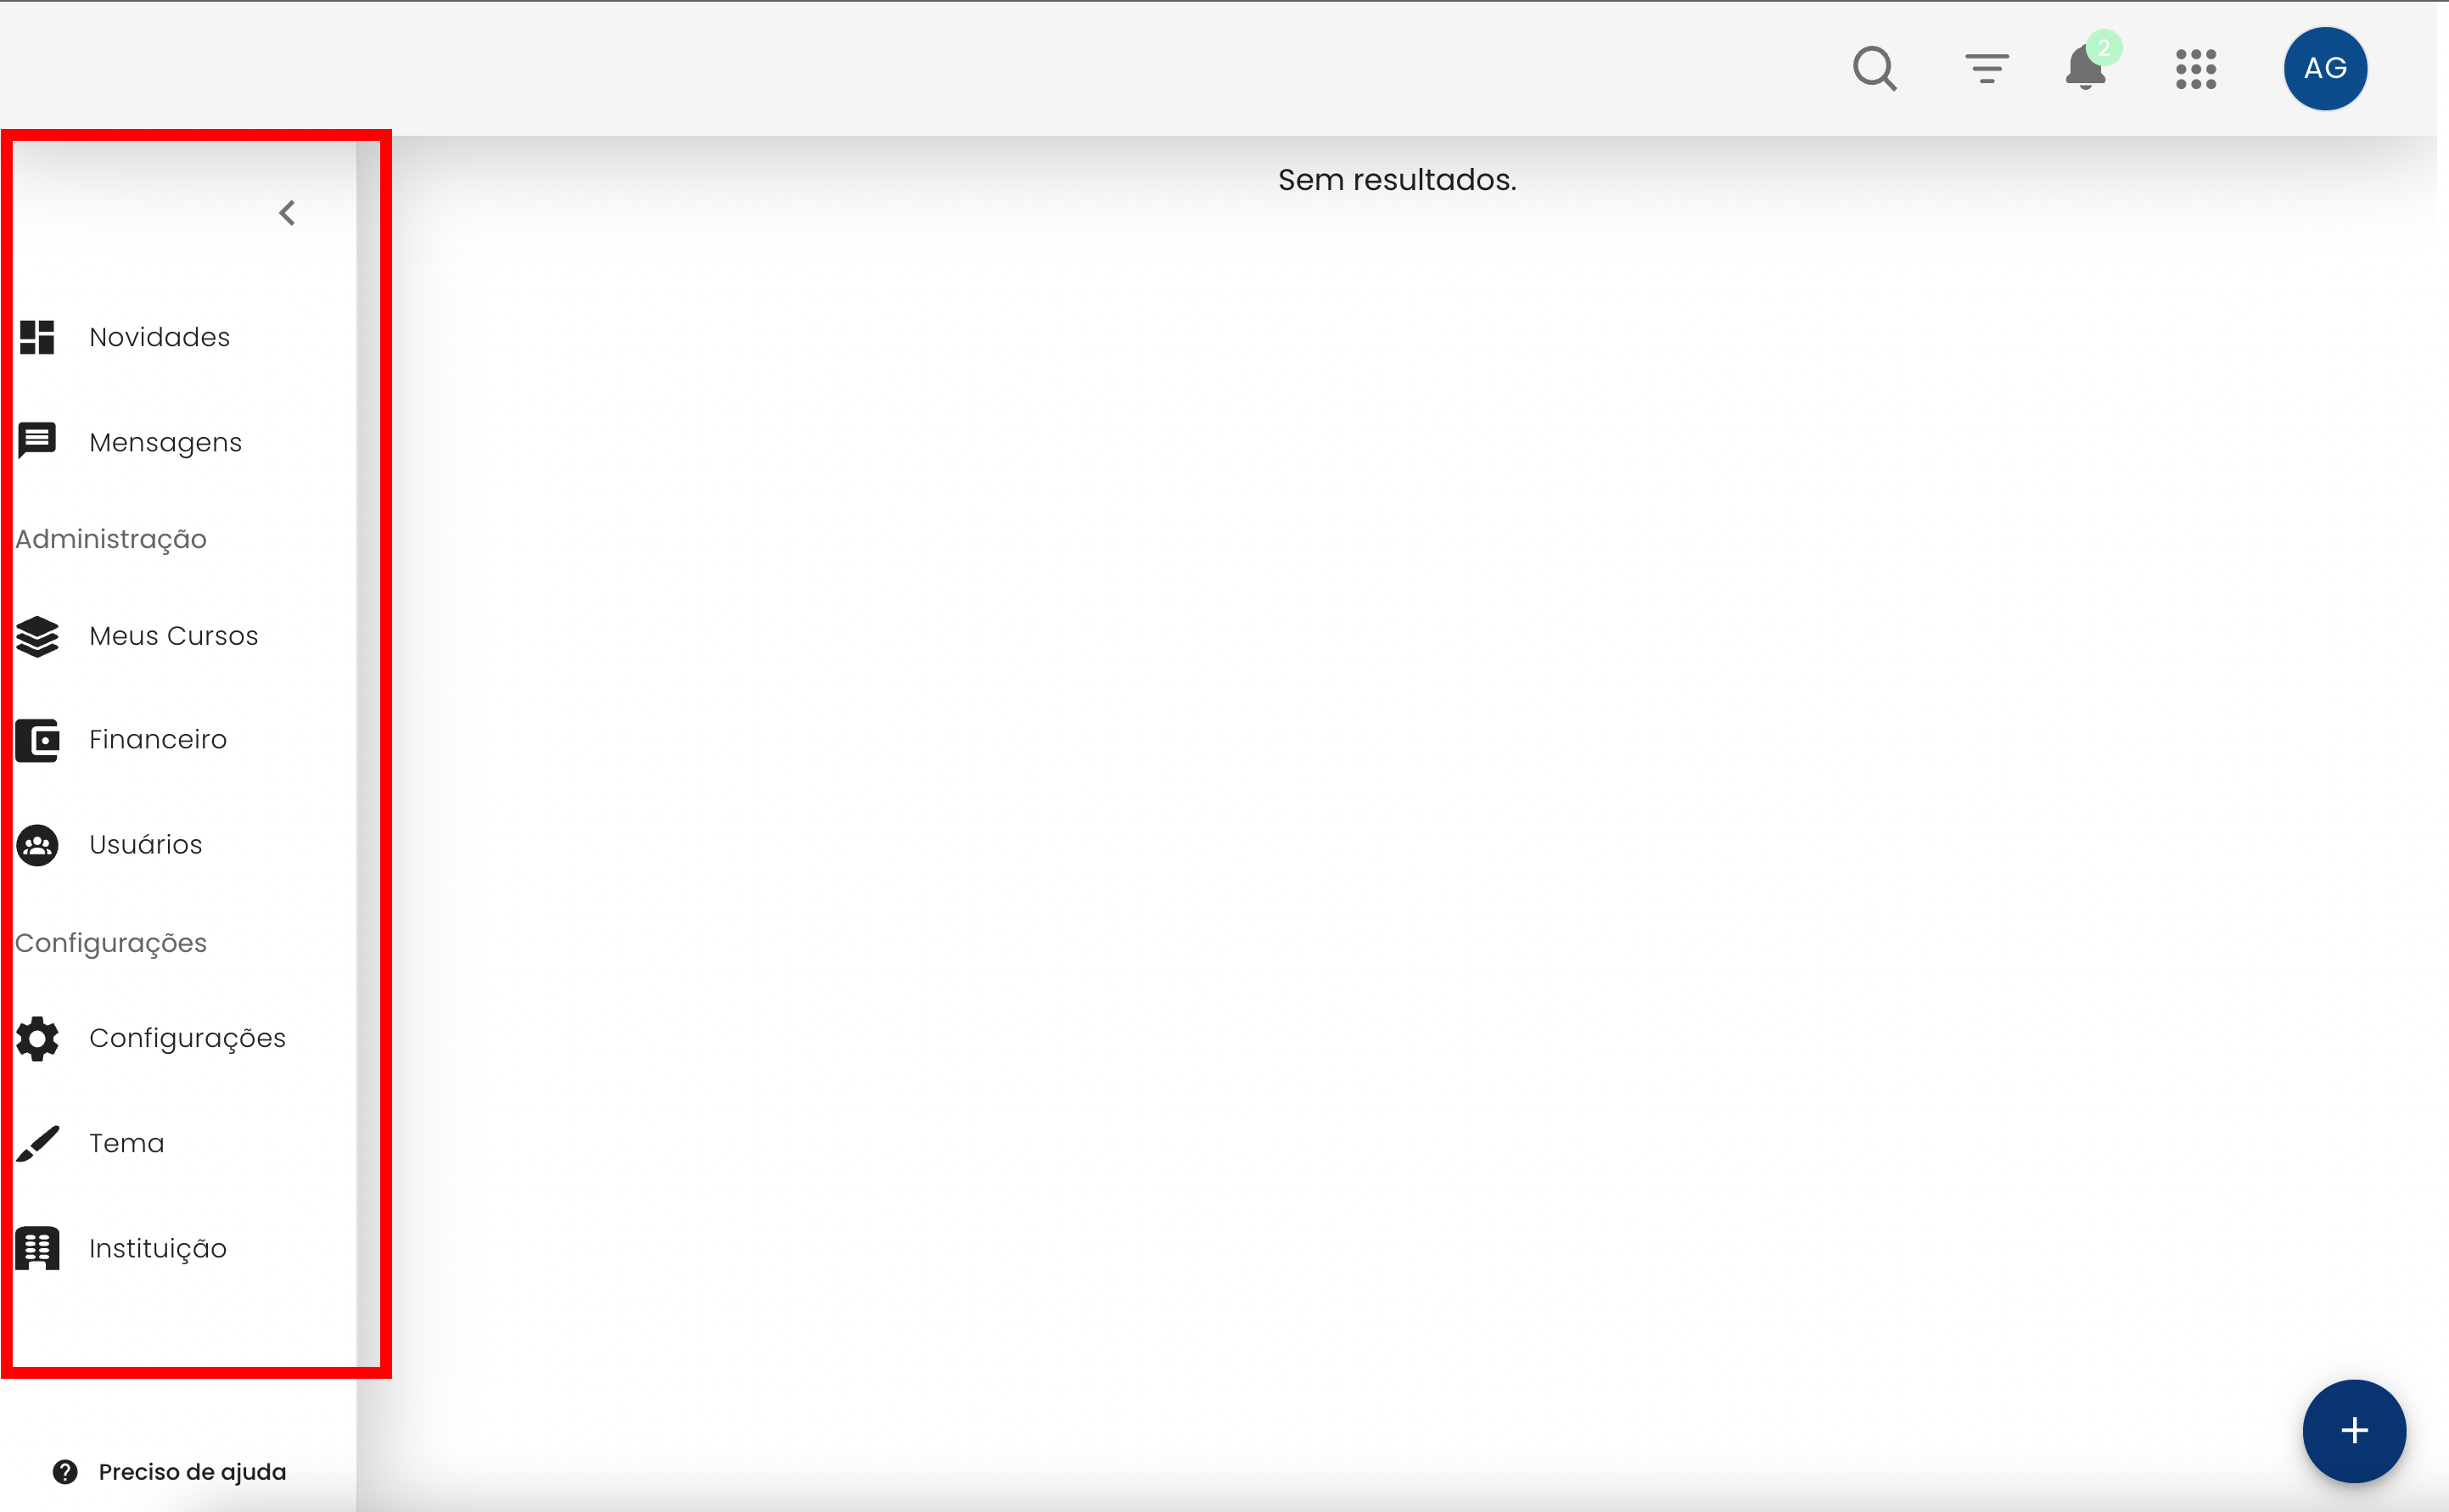 2
AG
Sem resultados.
Novidades
Mensagens
Administração
Meus Cursos
Financeiro
Usuários
Configurações
Configurações
Tema
Instituição
Preciso de ajuda